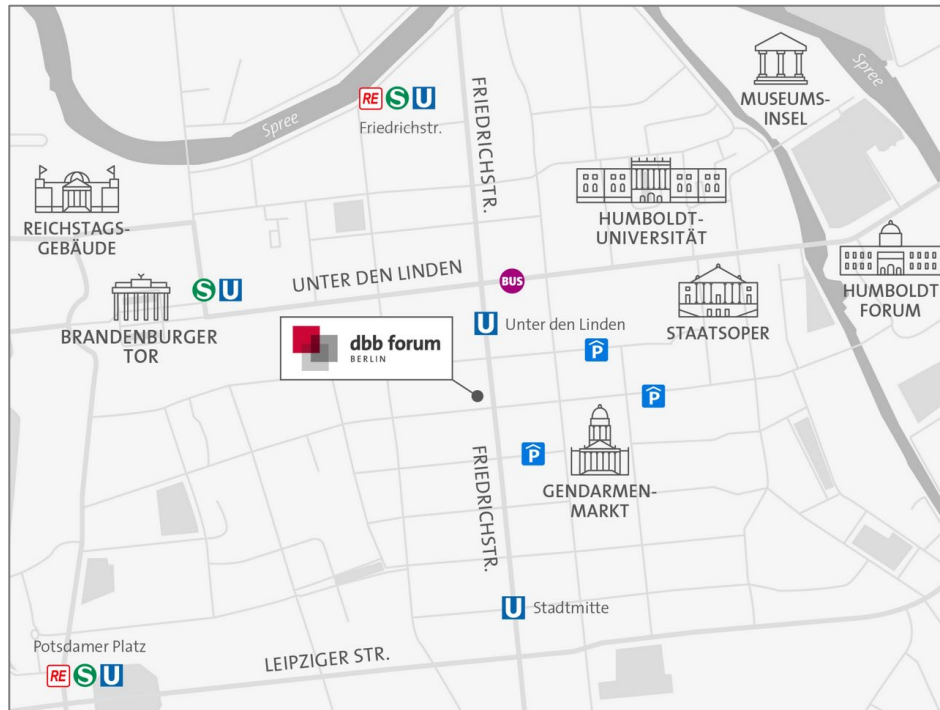 Spree
MUSEUMS-
INSEL
Spree
RE S U
Friedrichstr.
FRIEDRICHSTR.
REICHSTAGS-
GEBÄUDE
HUMBOLDT-
UNIVERSITÄT
UNTER DEN LINDEN
BUS
S U
BRANDENBURGER
TOR
HUMBOLDT
FORUM
STAATSOPER
U Unter den Linden
dbb forum
BERLIN
P
P
P
FRIEDRICHSTR.
GENDARMEN-
MARKT
U Stadtmitte
Potsdamer Platz
RE S U
LEIPZIGER STR.